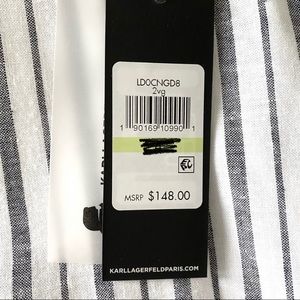 LD0CNGD8
2vg
1 90169 10990 1
MSRP $148.00
KARLLAGERFELDPARIS.COM